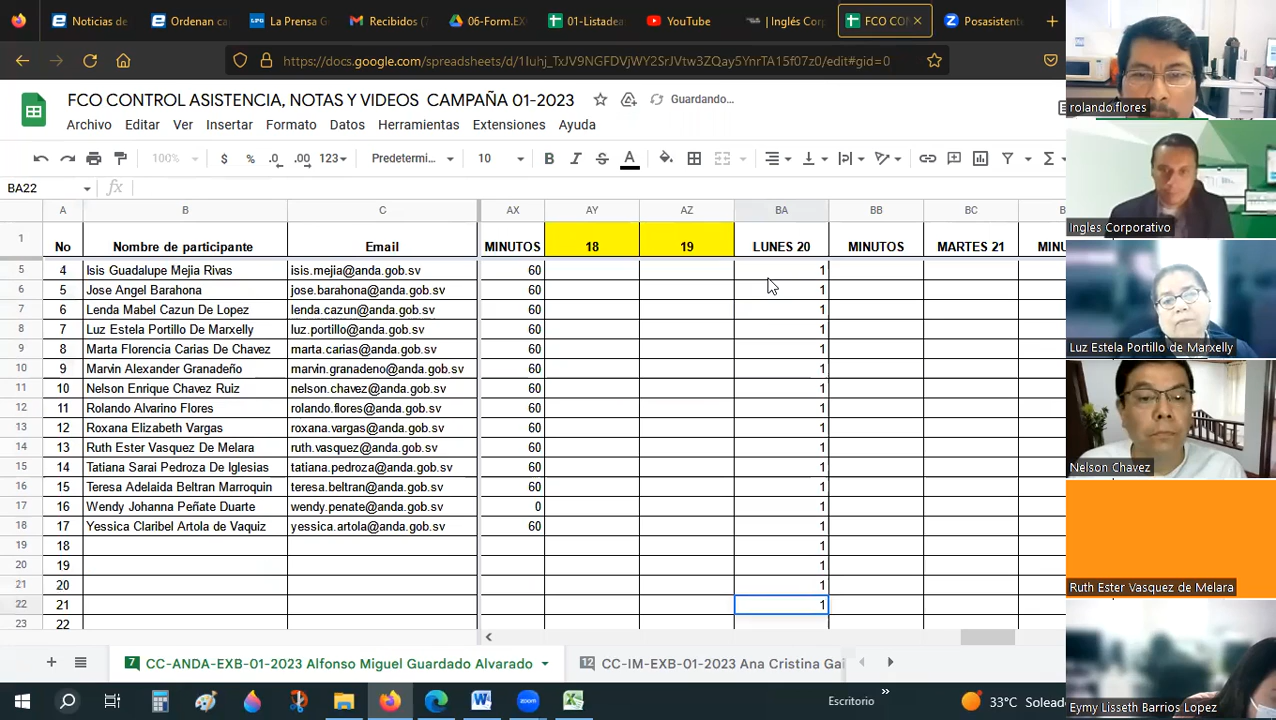 Noticias de
Ordenan ca
La Prensa G
Recibidos (
06-Form.EX
01-Listadea
YouTube
| Inglés Corp
FCO CO
Posasistent
https://docs.google.com/spreadsheets/d/1Iuhj_TxJV9NGFDVjWY2SrJVtw3ZQay5YnrTA15f07z0/edit#gid=0
FCO CONTROL ASISTENCIA, NOTAS Y VIDEOS CAMPAÑA 01-2023 Guardando...
Archivo Editar Ver Insertar Formato Datos Herramientas Extensiones Ayuda
100% $ % .0 .00 123 Predetermi... 10 B I S A
BA22 fx
A B C AX AY AZ BA BB BC
1 No Nombre de participante Email MINUTOS 18 19 LUNES 20 MINUTOS MARTES 21 MINU
5 4 Isis Guadalupe Mejia Rivas isis.mejia@anda.gob.sv 60 1
6 5 Jose Angel Barahona jose.barahona@anda.gob.sv 60 1
7 6 Lenda Mabel Cazun De Lopez lenda.cazun@anda.gob.sv 60 1
8 7 Luz Estela Portillo De Marxelly luz.portillo@anda.gob.sv 60 1
9 8 Marta Florencia Carias De Chavez marta.carias@anda.gob.sv 60 1
10 9 Marvin Alexander Granadeño marvin.granadeno@anda.gob.sv 60 1
11 10 Nelson Enrique Chavez Ruiz nelson.chavez@anda.gob.sv 60 1
12 11 Rolando Alvarino Flores rolando.flores@anda.gob.sv 60 1
13 12 Roxana Elizabeth Vargas roxana.vargas@anda.gob.sv 60 1
14 13 Ruth Ester Vasquez De Melara ruth.vasquez@anda.gob.sv 60 1
15 14 Tatiana Sarai Pedroza De Iglesias tatiana.pedroza@anda.gob.sv 60 1
16 15 Teresa Adelaida Beltran Marroquin teresa.beltran@anda.gob.sv 60 1
17 16 Wendy Johanna Peñate Duarte wendy.penate@anda.gob.sv 0 1
18 17 Yessica Claribel Artola de Vaquiz yessica.artola@anda.gob.sv 60 1
19 18 1
20 19 1
21 20 1
22 21 1
23 22
7 CC-ANDA-EXB-01-2023 Alfonso Miguel Guardado Alvarado
12 CC-IM-EXB-01-2023 Ana Cristina Gai
Escritorio
33°C Solead
rolando.flores
Ingles Corporativo
Luz Estela Portillo de Marxelly
Nelson Chavez
Ruth Ester Vasquez de Melara
Eymy Lisseth Barrios Lopez